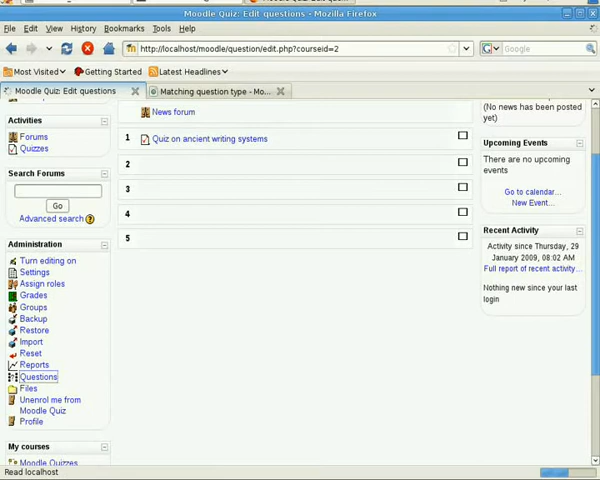 Moodle Quiz: Edit questions - Mozilla Firefox
File Edit View History Bookmarks Tools Help
http://localhost/moodle/question/edit.php?courseid=2
Google
Most Visited Getting Started Latest Headlines
Moodle Quiz: Edit questions
Matching question type - Mo...
News forum
(No news has been posted yet)
Activities
Forums
Quizzes
1 Quiz on ancient writing systems
2
3
4
5
Upcoming Events
There are no upcoming events
Go to calendar...
New Event...
Search Forums
Go
Advanced search
Recent Activity
Activity since Thursday, 29 January 2009, 08:02 AM
Full report of recent activity...
Nothing new since your last login
Administration
Turn editing on
Settings
Assign roles
Grades
Groups
Backup
Restore
Import
Reset
Reports
Questions
Files
Unenrol me from Moodle Quiz
Profile
My courses
Moodle Quizzes
Read localhost